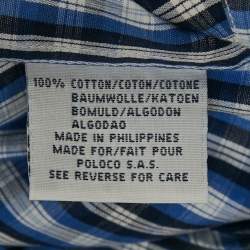 100% COTTON/COTON/COTONE
BAUMWOLLE/KATOEN
BOMULD/ALGODON
ALGODAO
MADE IN PHILIPPINES
MADE FOR/FAIT POUR
POLOCO S.A.S.
SEE REVERSE FOR CARE